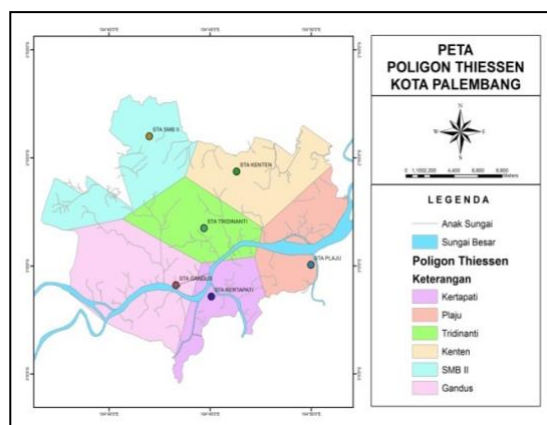 PETA
POLIGON THIESSEN
KOTA PALEMBANG
N
W
E
S
Meters
LEGENDA
Anak Sungai
Sungai Besar
Poligon Thiessen
Keterangan
Kertapati
Plaju
Tridinanti
Kenten
SMB II
Gandus
STA SMB II
STA KENTEN
STA TRIDINANTI
STA PLAJU
STA GANDUS
STA KERTAPATI